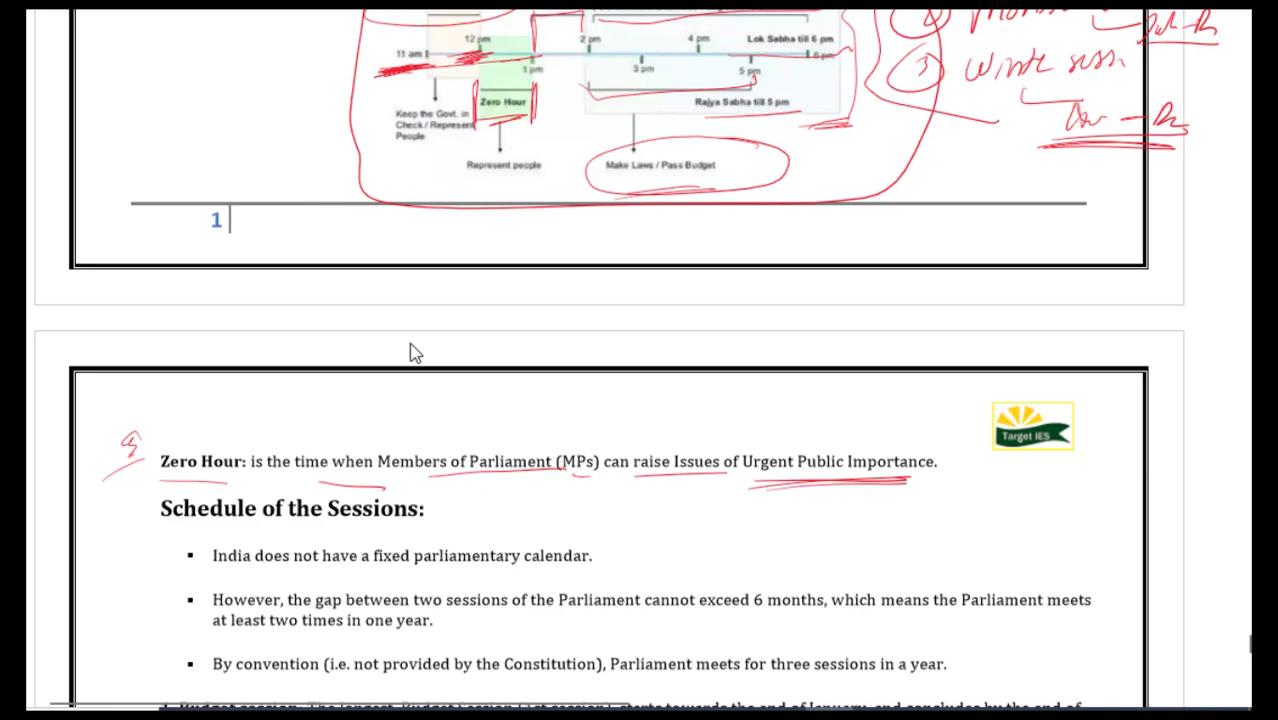 12 pm
2 pm
4 pm
Lok Sabha till 6 pm
11 am
6 pm
1 pm
3 pm
5 pm
Zero Hour
Rajya Sabha till 5 pm
Keep the Govt. in
Check / Represent
People
Represent people
Make Laws / Pass Budget
3
1
Target IES
Zero Hour: is the time when Members of Parliament (MPs) can raise Issues of Urgent Public Importance.
Schedule of the Sessions:
▪ India does not have a fixed parliamentary calendar.
▪ However, the gap between two sessions of the Parliament cannot exceed 6 months, which means the Parliament meets
at least two times in one year.
▪ By convention (i.e. not provided by the Constitution), Parliament meets for three sessions in a year.